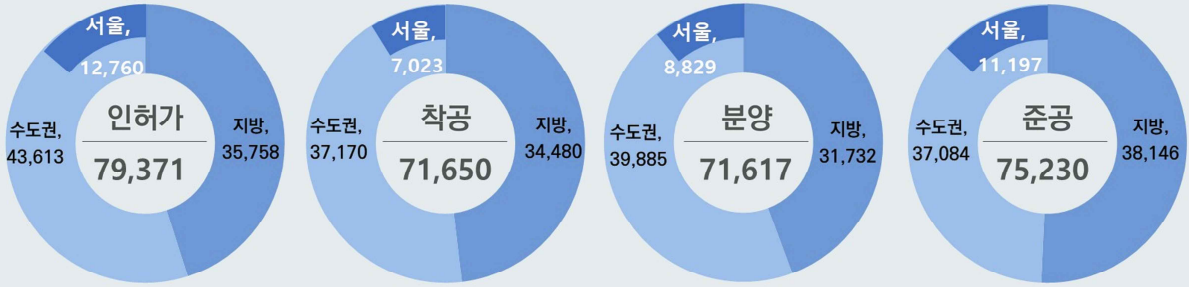 서울,
12,760
수도권,
43,613
인허가
79,371
지방,
35,758
서울,
7,023
수도권,
37,170
착공
71,650
지방,
34,480
서울,
8,829
수도권,
39,885
분양
71,617
지방,
31,732
서울,
11,197
수도권,
37,084
준공
75,230
지방,
38,146